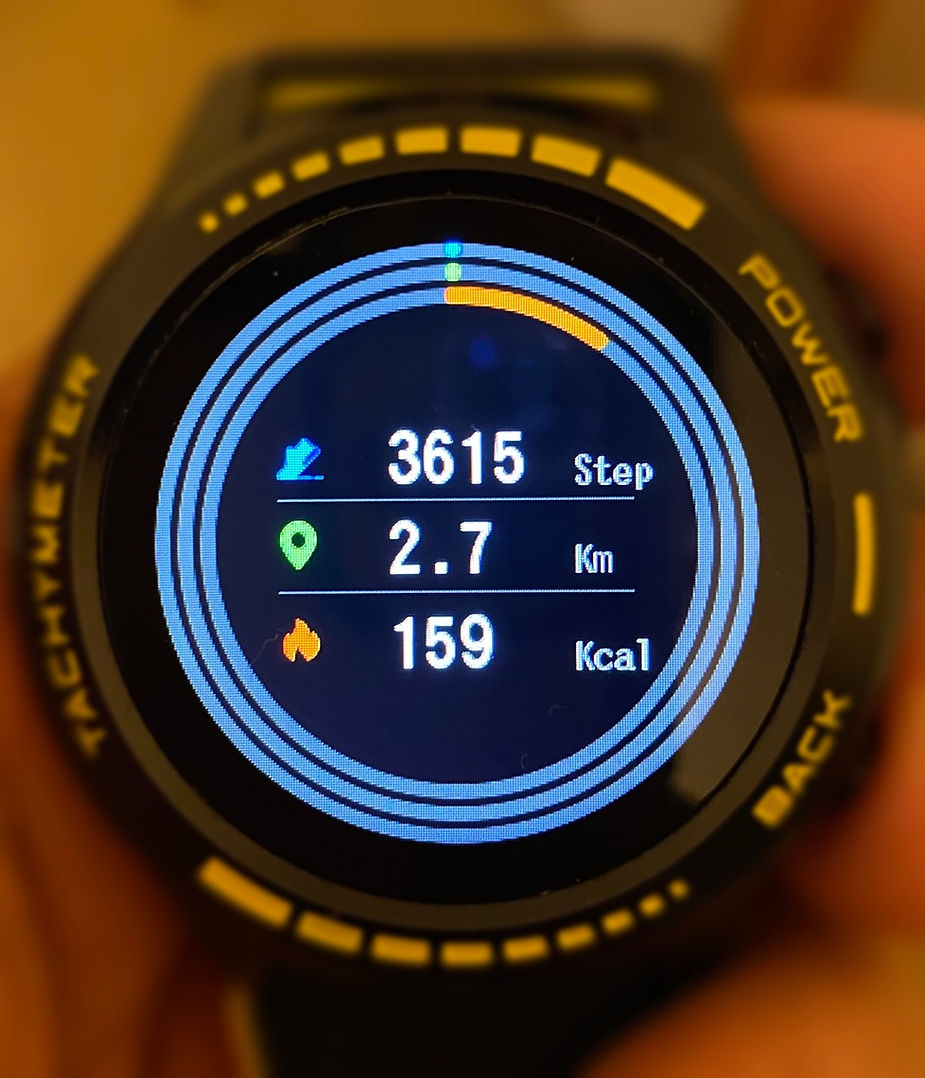 POWER
TACHYMETER
3615 Step
2.7 Km
159 Kcal
BACK